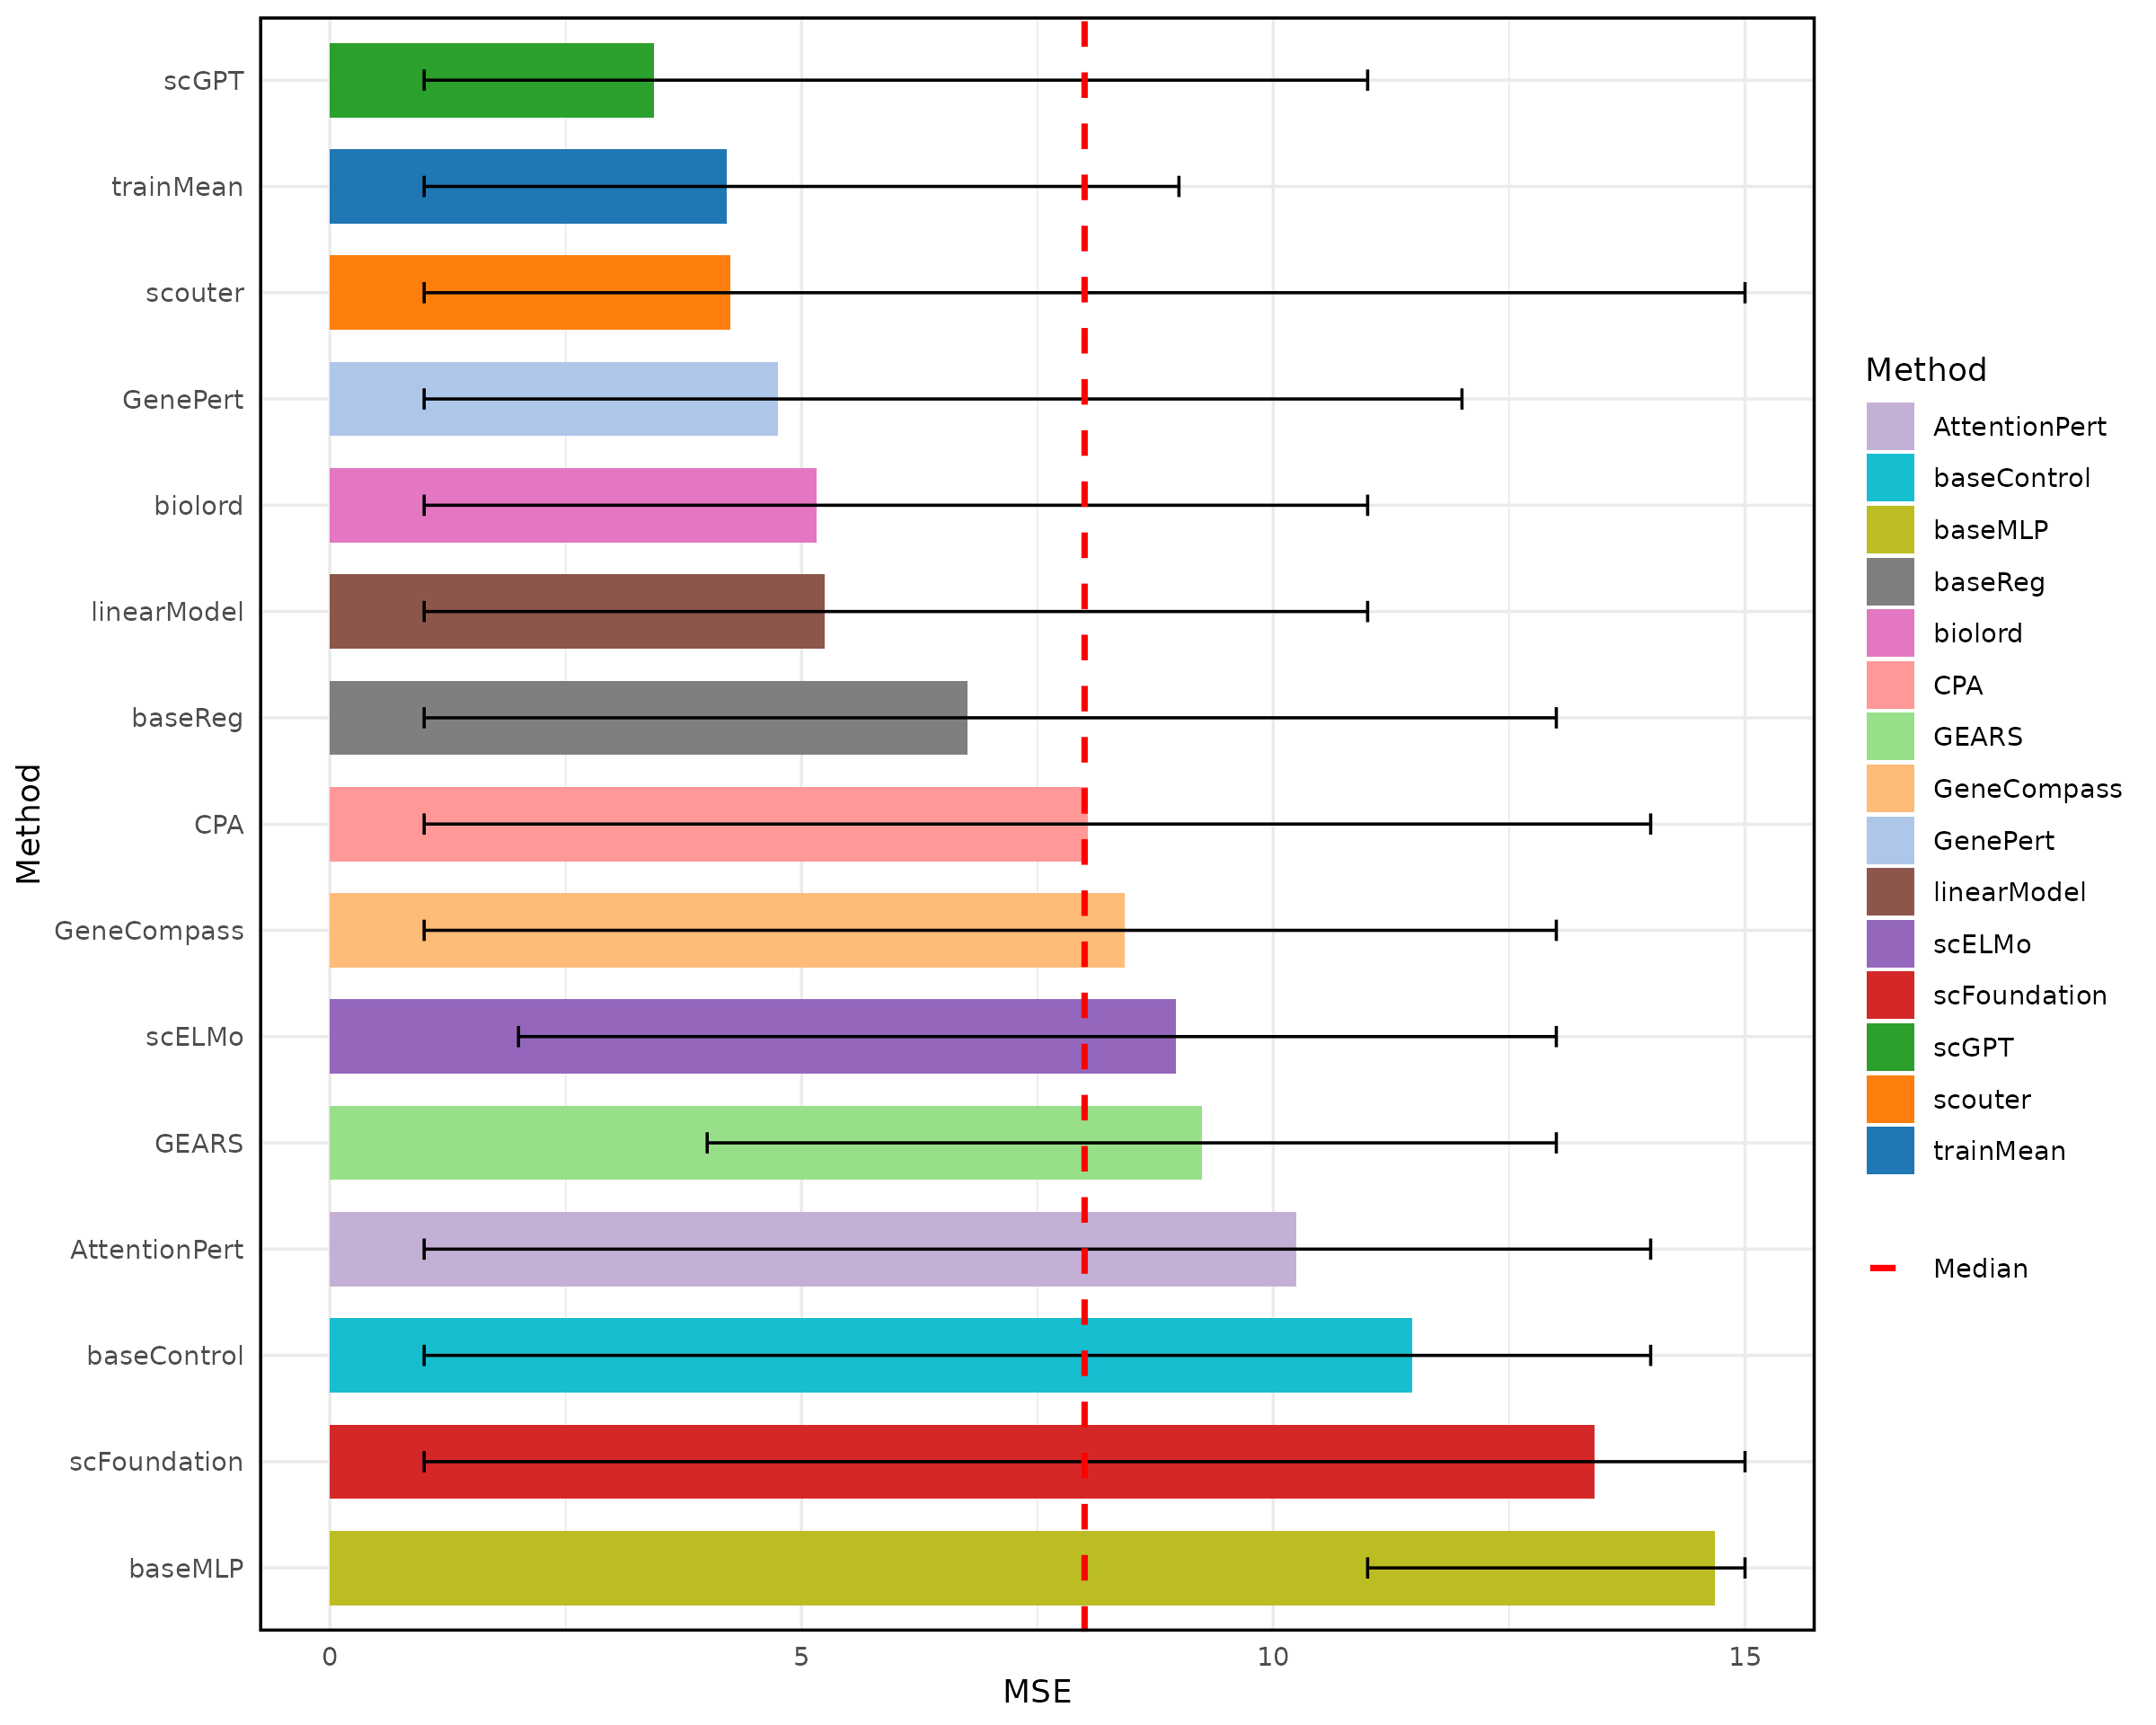 scGPT
trainMean
scouter
GenePert
biolord
linearModel
baseReg
CPA
GeneCompass
scELMo
GEARS
AttentionPert
baseControl
scFoundation
baseMLP
Method
0 5 10 15
MSE
Method
AttentionPert
baseControl
baseMLP
baseReg
biolord
CPA
GEARS
GeneCompass
GenePert
linearModel
scELMo
scFoundation
scGPT
scouter
trainMean
Median